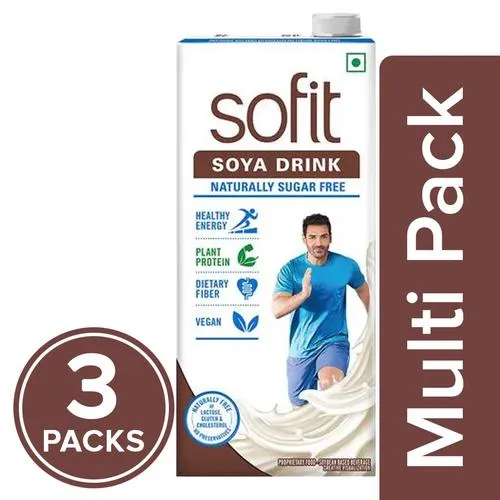 sofit
SOYA DRINK
NATURALLY SUGAR FREE
HEALTHY
ENERGY
PLANT
PROTEIN
DIETARY
FIBER
VEGAN
NATURALLY FREE
OF
LACTOSE,
GLUTEN &
CHOLESTEROL
NO PRESERVATIVES
PROPRIETARY FOOD - SOYBEAN BASED BEVERAGE
CREATIVE VISUALIZATION
3
PACKS
Multi Pack